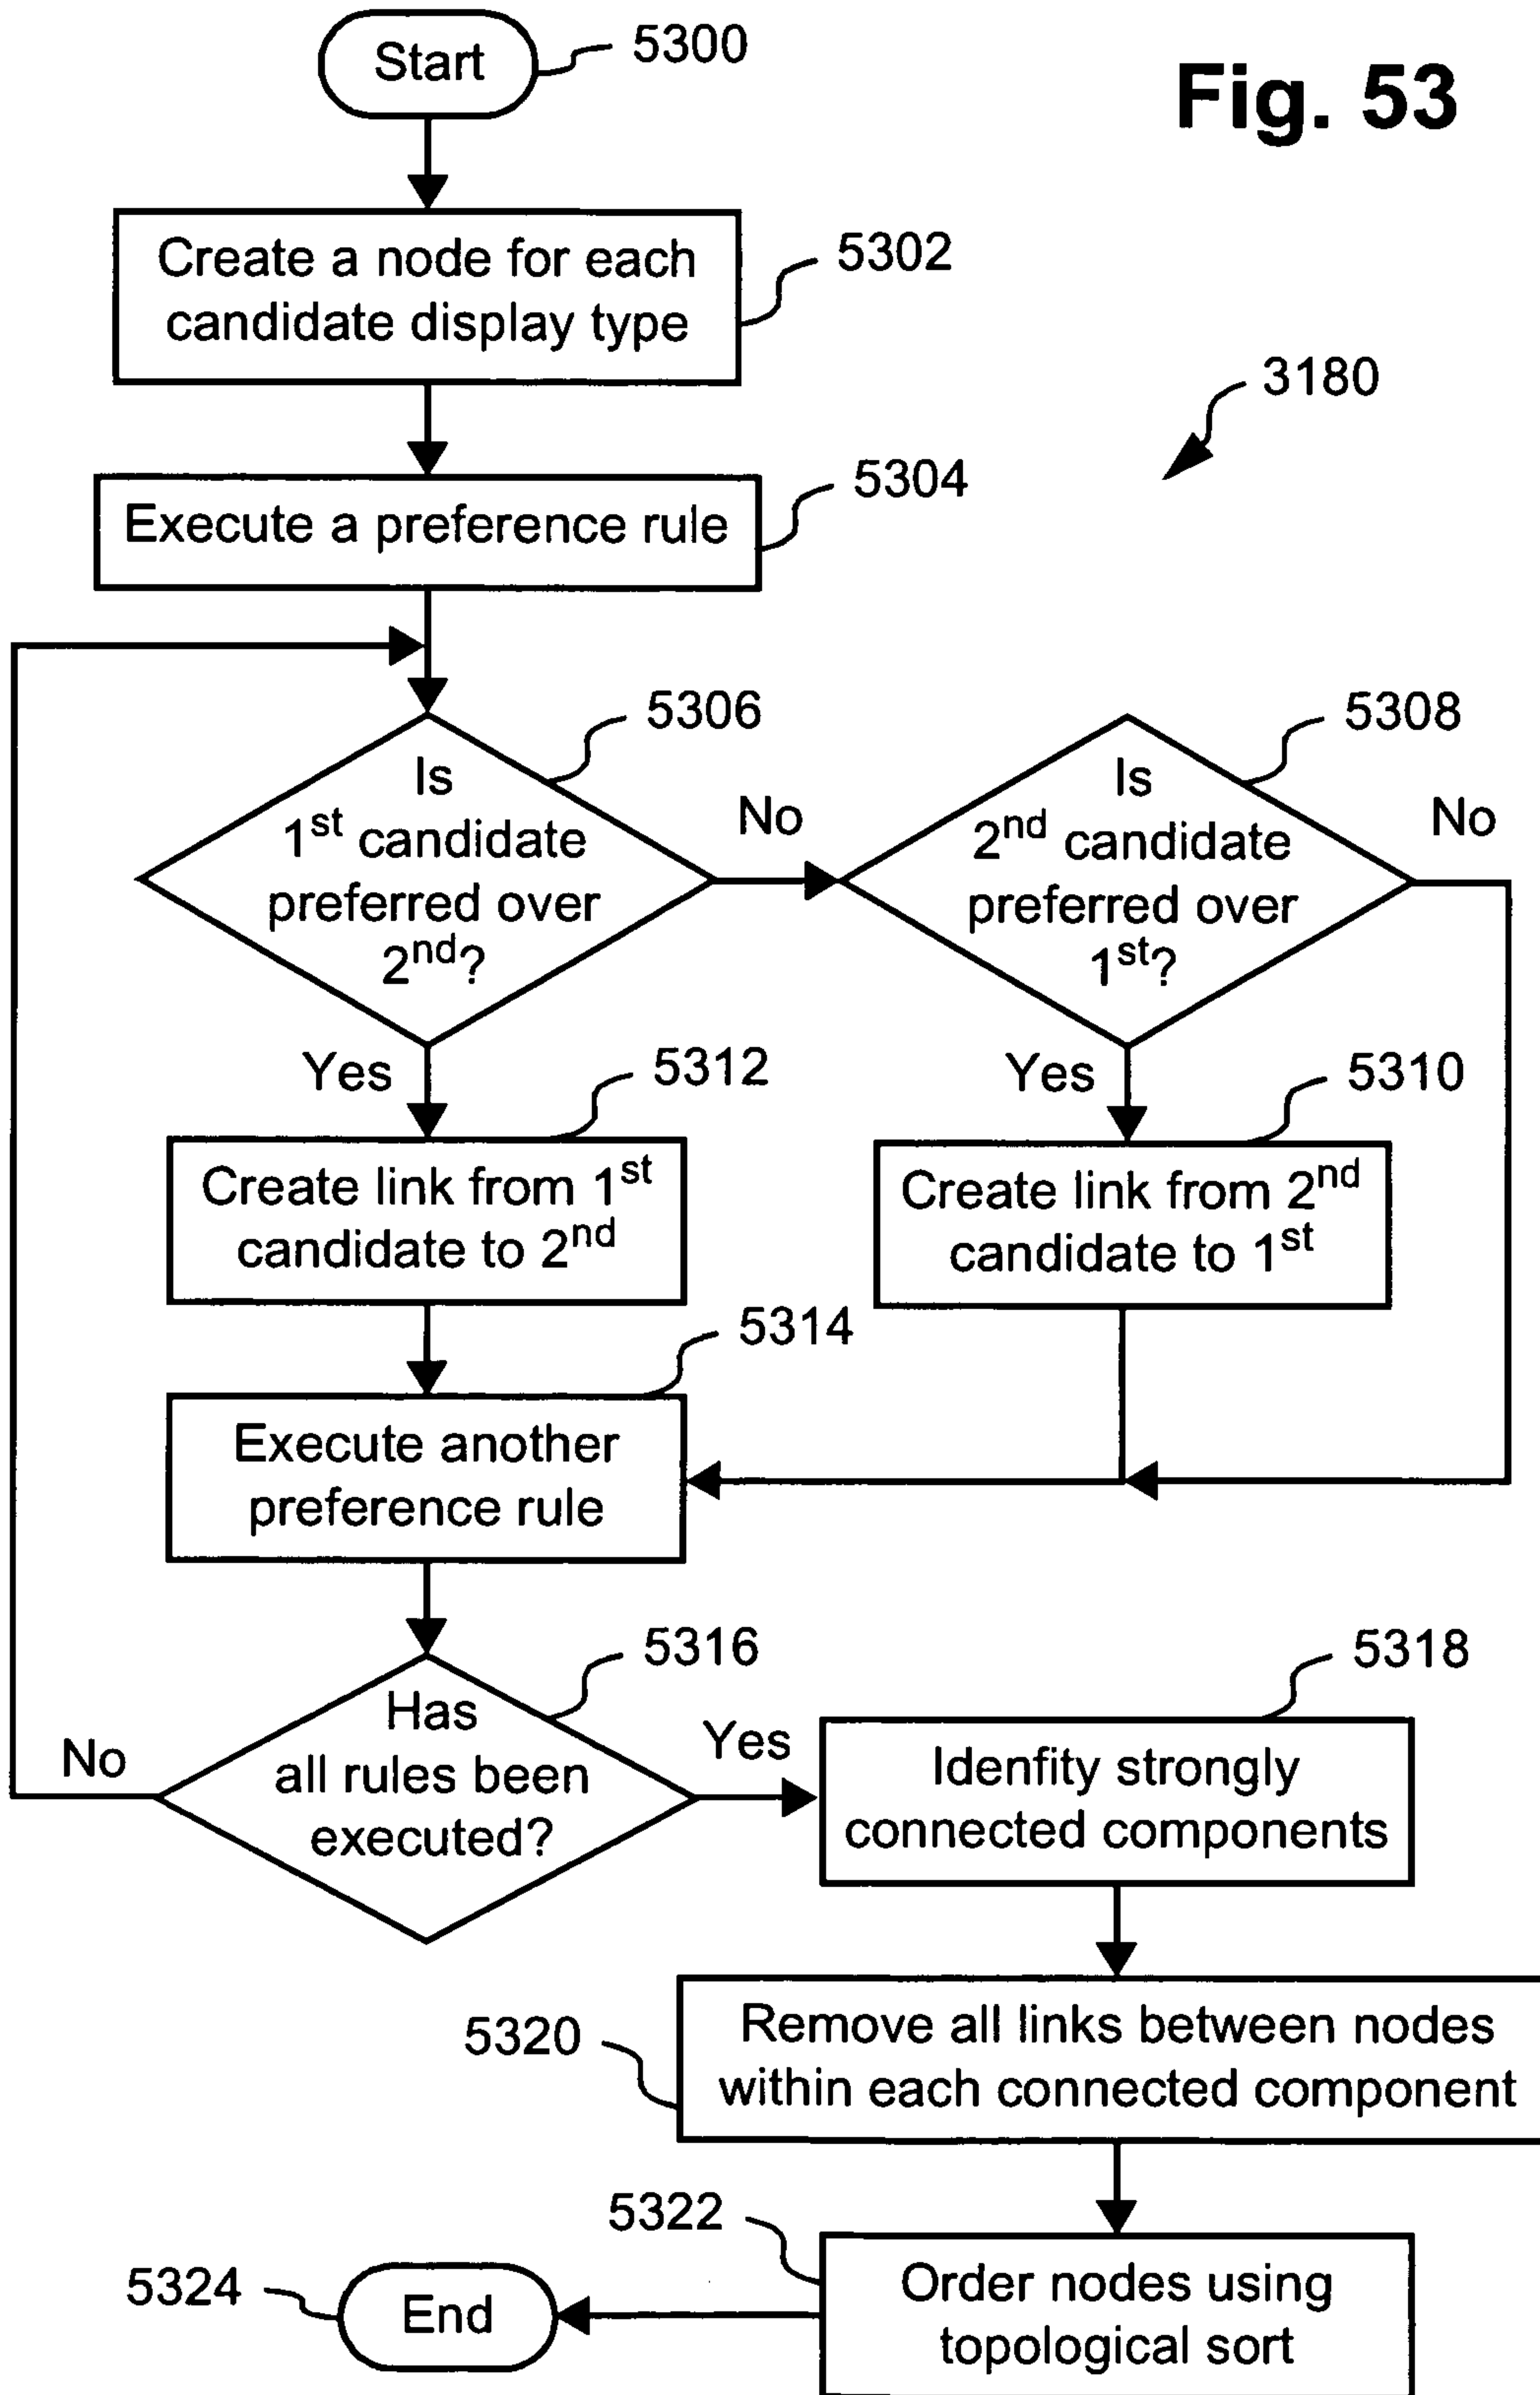 Start
5300
Fig. 53
Create a node for each
candidate display type
5302
3180
Execute a preference rule
5304
5306
5308
Is
1st candidate
preferred over
2nd?
No
Is
2nd candidate
preferred over
1st?
No
Yes
5312
Yes
5310
Create link from 1st
candidate to 2nd
Create link from 2nd
candidate to 1st
5314
Execute another
preference rule
5316
5318
Has
all rules been
executed?
No
Yes
Idenfity strongly
connected components
5320
Remove all links between nodes
within each connected component
5322
Order nodes using
topological sort
5324
End